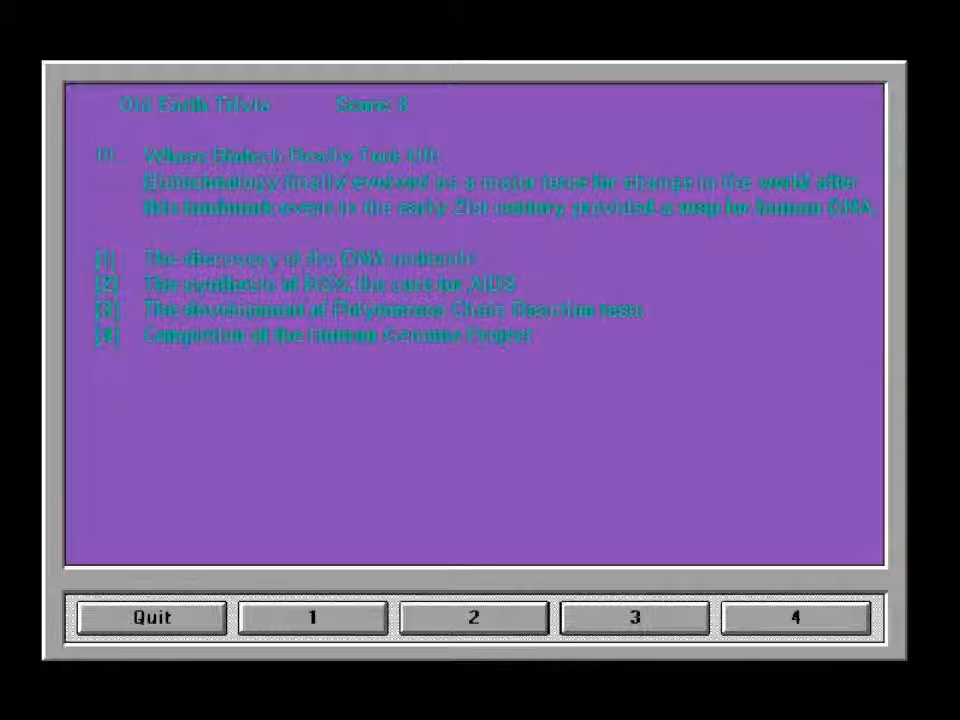 Old Earth Trivia Score: 8
10. Where Biotech Really Took Off:
Biotechnology finally evolved as a major force for change in the world after
this landmark event in the early 21st century provided a map for human DNA.
[1] The discovery of the DNA molecule
[2] The synthesis of the cure for AIDS
[3] The development of Polymerase Chain Reaction tests
[4] Completion of the Human Genome Project
Quit 1 2 3 4